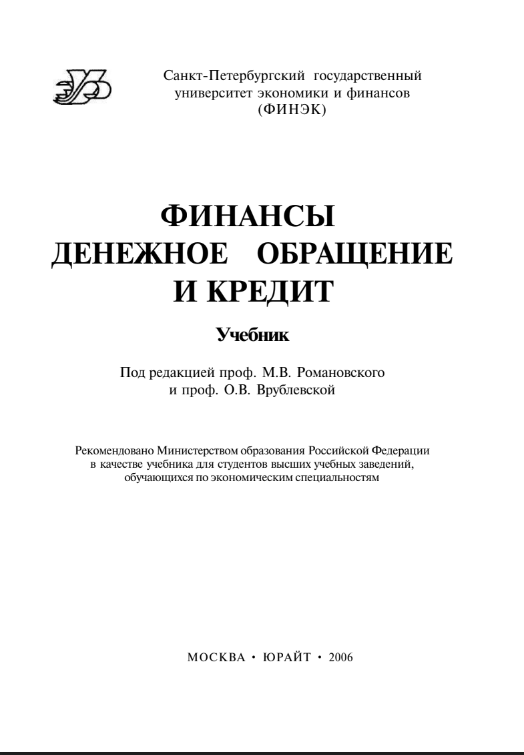 Санкт-Петербургский государственный
университет экономики и финансов
(ФИНЭК)
ФИНАНСЫ
ДЕНЕЖНОЕ ОБРАЩЕНИЕ
И КРЕДИТ
Учебник
Под редакцией проф. М.В. Романовского
и проф. О.В. Врублевской
Рекомендовано Министерством образования Российской Федерации
в качестве учебника для студентов высших учебных заведений,
обучающихся по экономическим специальностям
МОСКВА • ЮРАЙТ • 2006